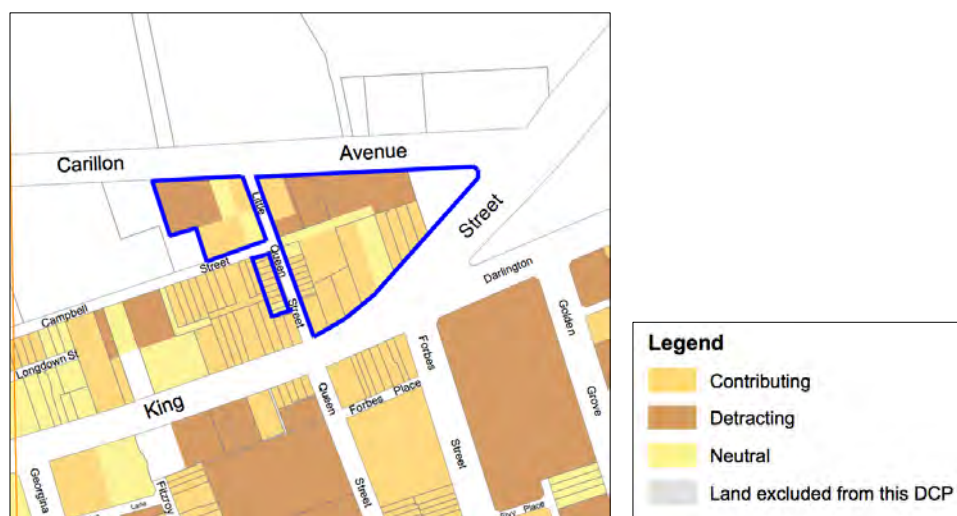 Carillon
Avenue
Little
Queen
Street
Street
Campbell
Street
Darlington
Longdown St
King
Forbes
Street
Golden
Grove
Queen
Street
Forbes Place
Georgina
Fitzroy
Lane
Place
Legend
Contributing
Detracting
Neutral
Land excluded from this DCP